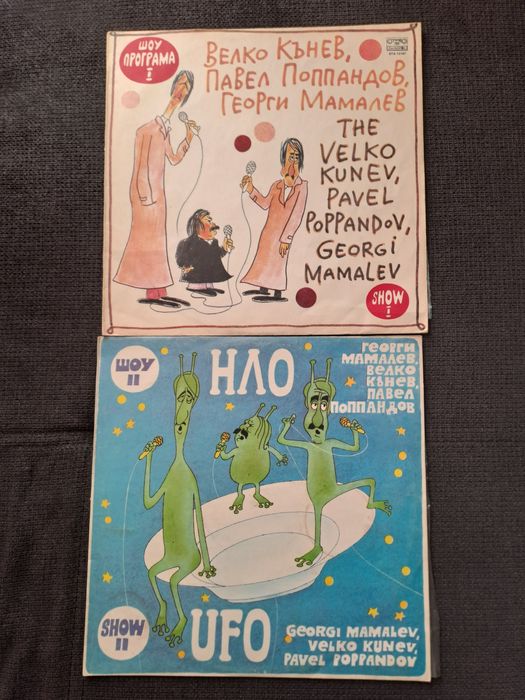 ШОУ
ПРОГРАМА
I
ВЕЛКО КЪНЕВ,
ПАВЕЛ ПОППАНДОВ,
ГЕОРГИ МАМАЛЕВ
THE
VELKO
KUNEV,
PAVEL
POPPANDOV,
GEORGI
MAMALEV
SHOW
I
ШОУ
II
НЛО
ГЕОРГИ
МАМАЛЕВ,
ВЕЛКО
КЪНЕВ,
ПАВЕЛ
ПОППАНДОВ
SHOW
II
UFO
GEORGI MAMALEV,
VELKO KUNEV,
PAVEL POPPANDOV